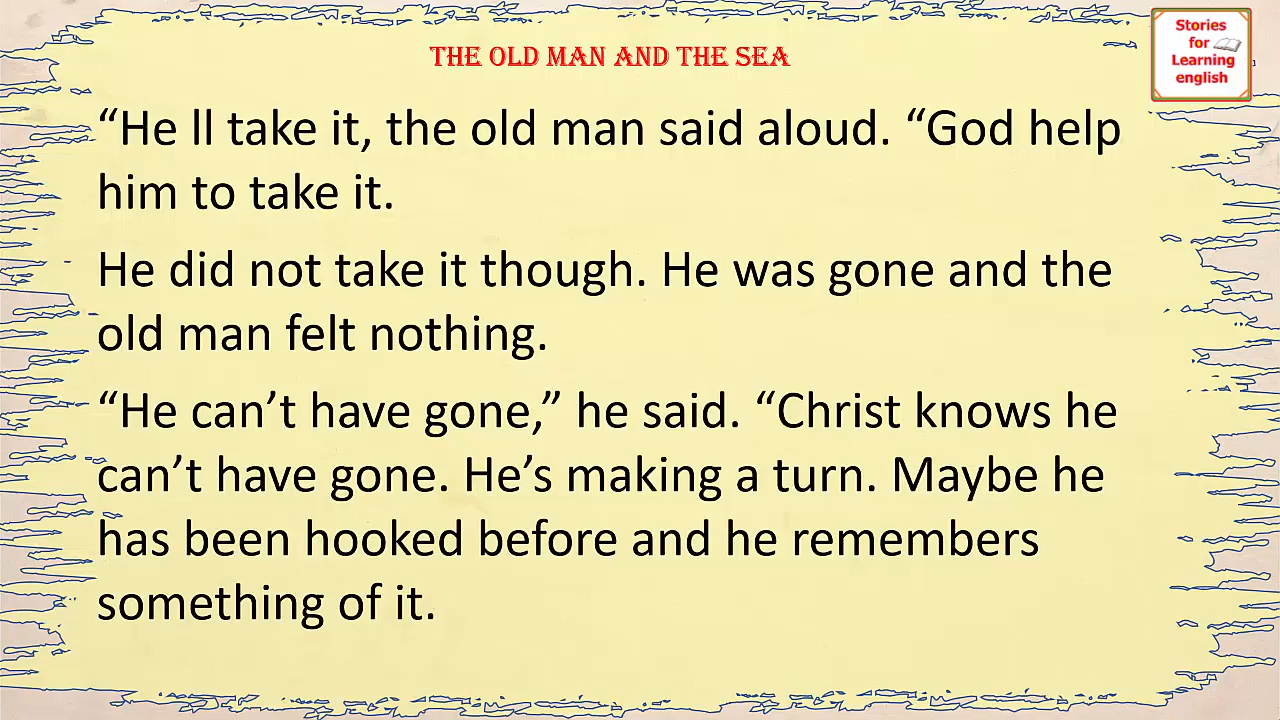 THE OLD MAN AND THE SEA
Stories
for
Learning
english
“He ll take it, the old man said aloud. “God help
him to take it.
He did not take it though. He was gone and the
old man felt nothing.
“He can’t have gone,” he said. “Christ knows he
can’t have gone. He’s making a turn. Maybe he
has been hooked before and he remembers
something of it.